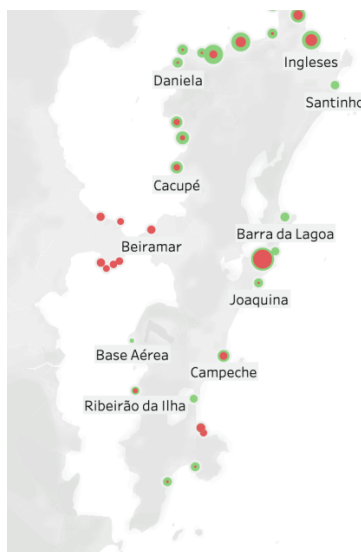 Ingleses
Daniela
Santinho
Cacupé
Barra da Lagoa
Beiramar
Joaquina
Base Aérea
Campeche
Ribeirão da Ilha